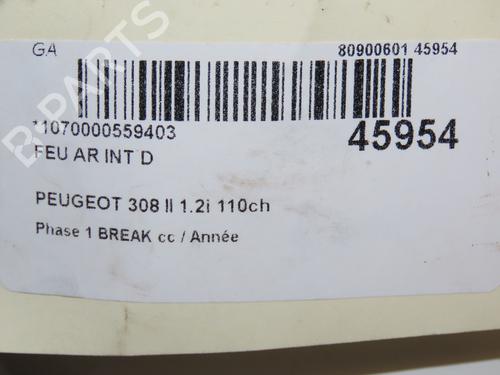 GA
80900601 45954
11070000559403
45954
FEU AR INT D
PEUGEOT 308 II 1.2i 110ch
Phase 1 BREAK cc / Année
B-PARTS